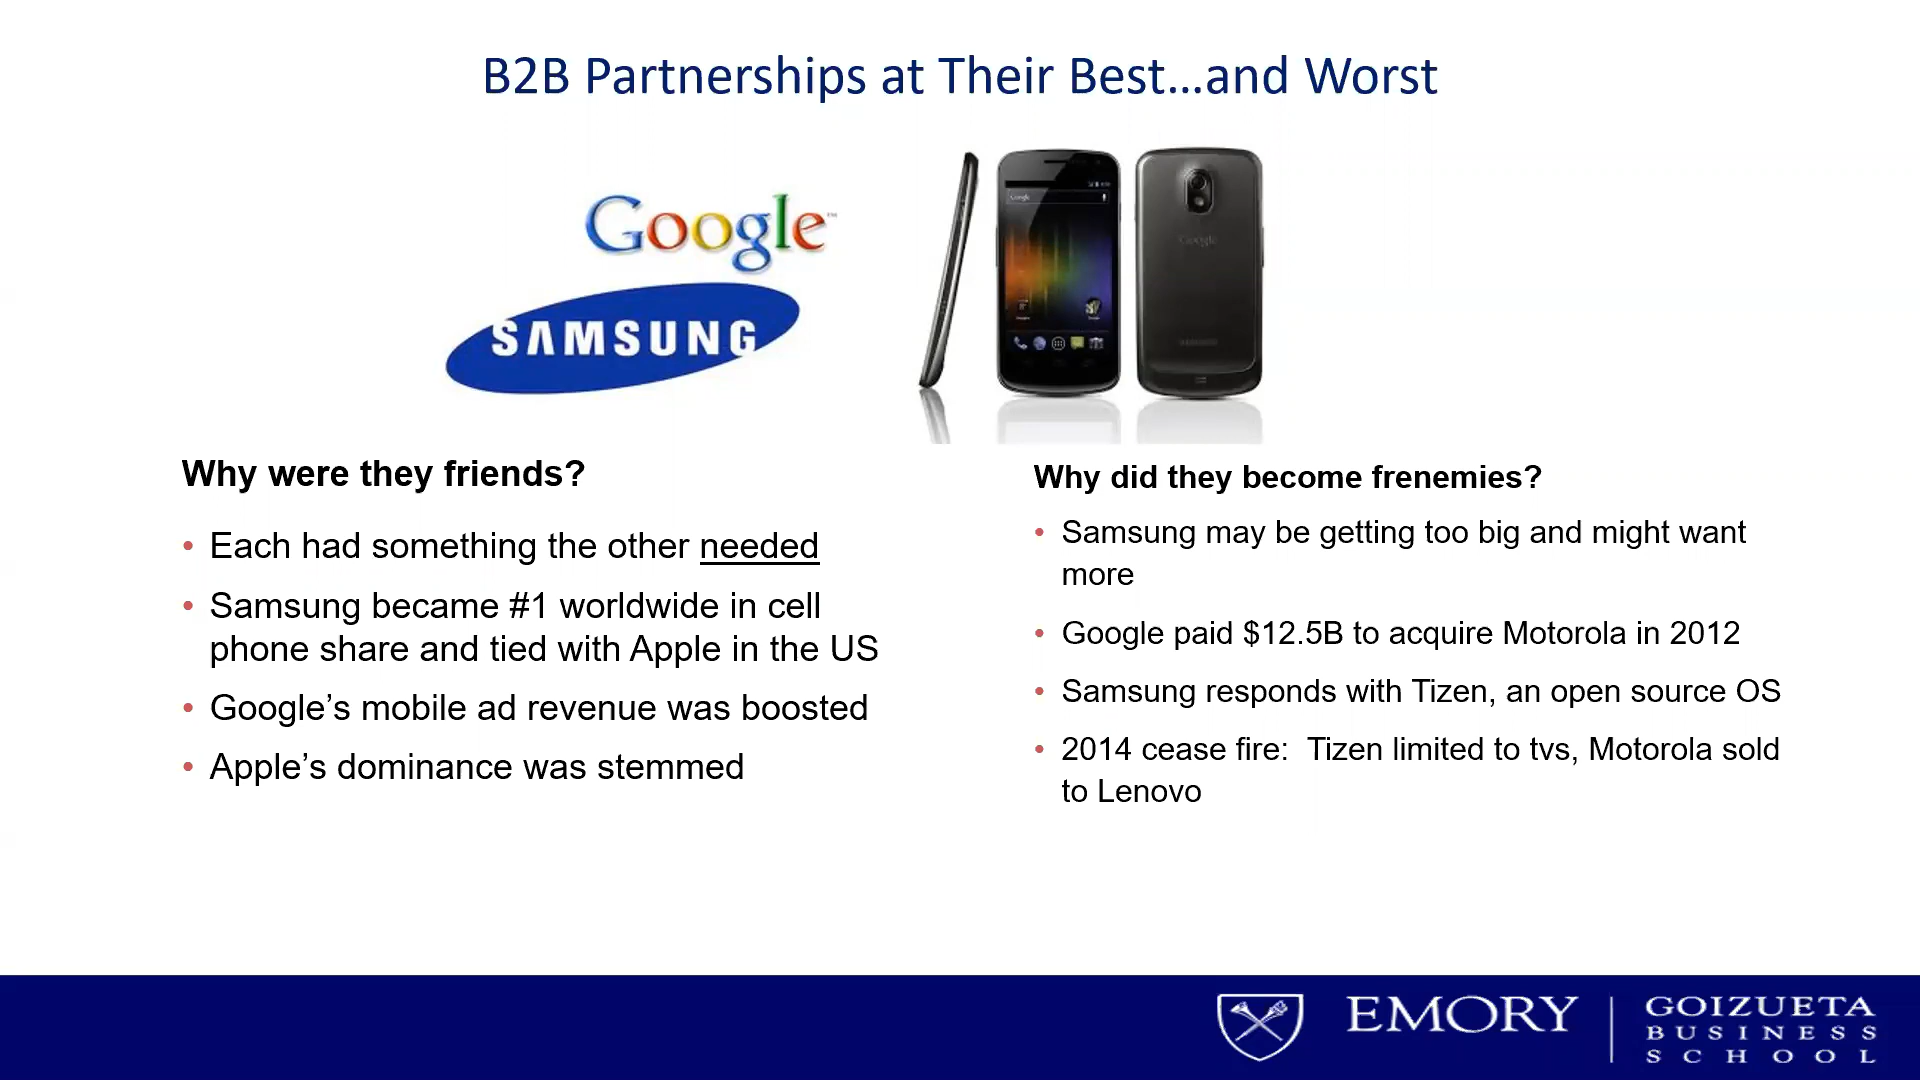 B2B Partnerships at Their Best...and Worst
Google™
SAMSUNG
Google
Why were they friends?
• Each had something the other needed
• Samsung became #1 worldwide in cell
phone share and tied with Apple in the US
• Google’s mobile ad revenue was boosted
• Apple’s dominance was stemmed
Why did they become frenemies?
• Samsung may be getting too big and might want
more
• Google paid $12.5B to acquire Motorola in 2012
• Samsung responds with Tizen, an open source OS
• 2014 cease fire:  Tizen limited to tvs, Motorola sold
to Lenovo
EMORY
GOIZUETA
BUSINESS
SCHOOL